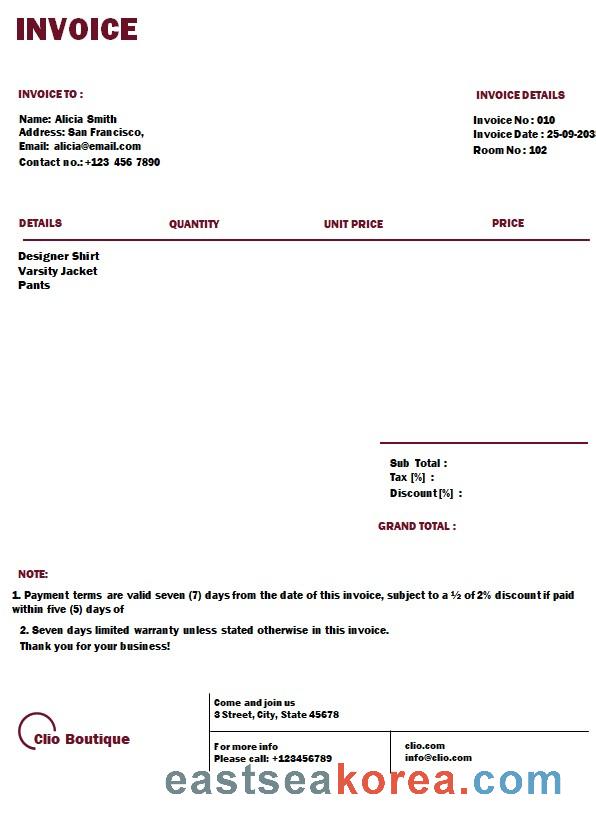 INVOICE
INVOICE TO :
INVOICE DETAILS
Name: Alicia Smith
Address: San Francisco,
Email: alicia@email.com
Contact no.: +123 456 7890
Invoice No : 010
Invoice Date : 25-09-203
Room No : 102
DETAILS QUANTITY UNIT PRICE PRICE
Designer Shirt
Varsity Jacket
Pants
Sub Total :
Tax [%] :
Discount [%] :
GRAND TOTAL :
NOTE:
1. Payment terms are valid seven (7) days from the date of this invoice, subject to a ½ of 2% discount if paid
within five (5) days of
2. Seven days limited warranty unless stated otherwise in this invoice.
Thank you for your business!
Clio Boutique
Come and join us
3 Street, City, State 45678
For more info
Please call: +123456789
clio.com
info@clio.com
eastseakorea.com